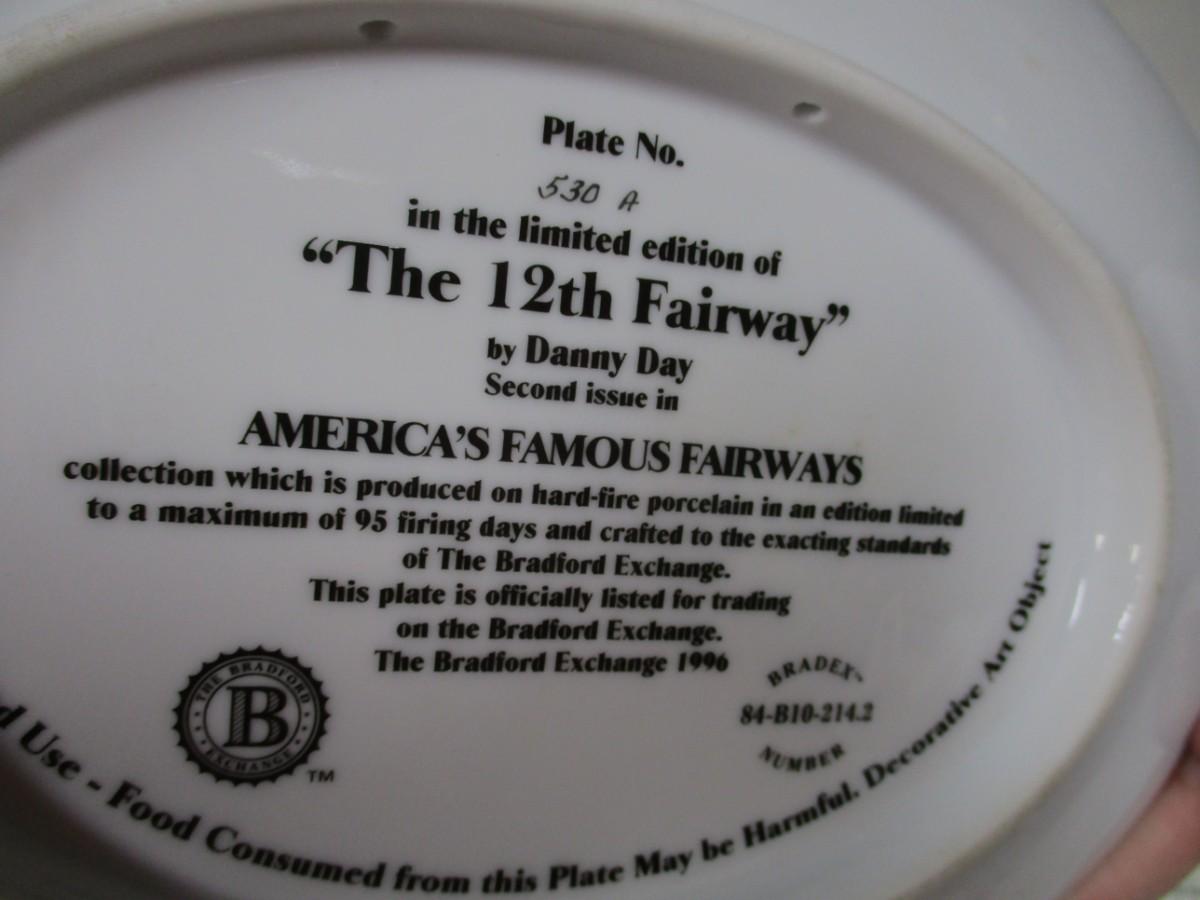 Plate No.
530 A
in the limited edition of
“The 12th Fairway”
by Danny Day
Second issue in
AMERICA’S FAMOUS FAIRWAYS
collection which is produced on hard-fire porcelain in an edition limited
to a maximum of 95 firing days and crafted to the exacting standards
of The Bradford Exchange.
This plate is officially listed for trading
on the Bradford Exchange.
The Bradford Exchange 1996
THE BRADFORD
B
EXCHANGE
TM
BRADEX™
84-B10-214.2
NUMBER
Use - Food Consumed from this Plate May be Harmful. Decorative Art Object